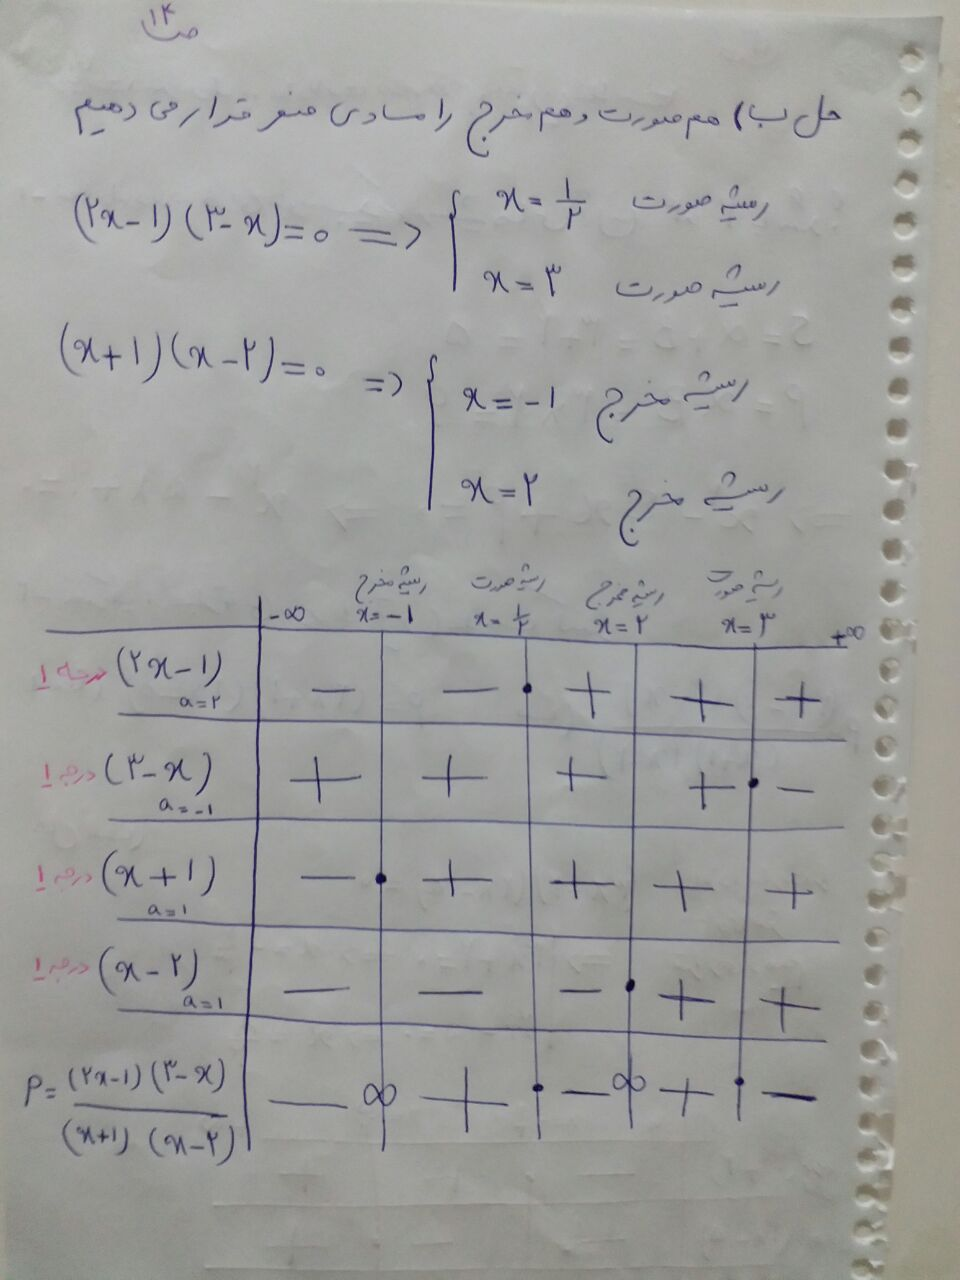 ص ۱۴
حل ب) هم صورت و هم مخرج را مساوی صفر قرار می دهیم
(۲x-۱)(۳-x)=۰ => { x=۱/۲ ریشه صورت
x=۳ ریشه صورت
(x+۱)(x-۲)=۰ => { x=-۱ ریشه مخرج
x=۲ ریشه مخرج
ریشه مخرج ریشه صورت ریشه مخرج ریشه صورت
-∞ x=-۱ x=۱/۲ x=۲ x=۳ +∞
درجه ۱ (۲x-۱) - - • + + +
a=۲
درجه ۱ (۳-x) + + + + • -
a=-۱
درجه ۱ (x+۱) - • + + + +
a=۱
درجه ۱ (x-۲) - - - • + +
a=۱
P=(۲x-۱)(۳-x)/(x+۱)(x-۲) - ∞ + • - ∞ + • -